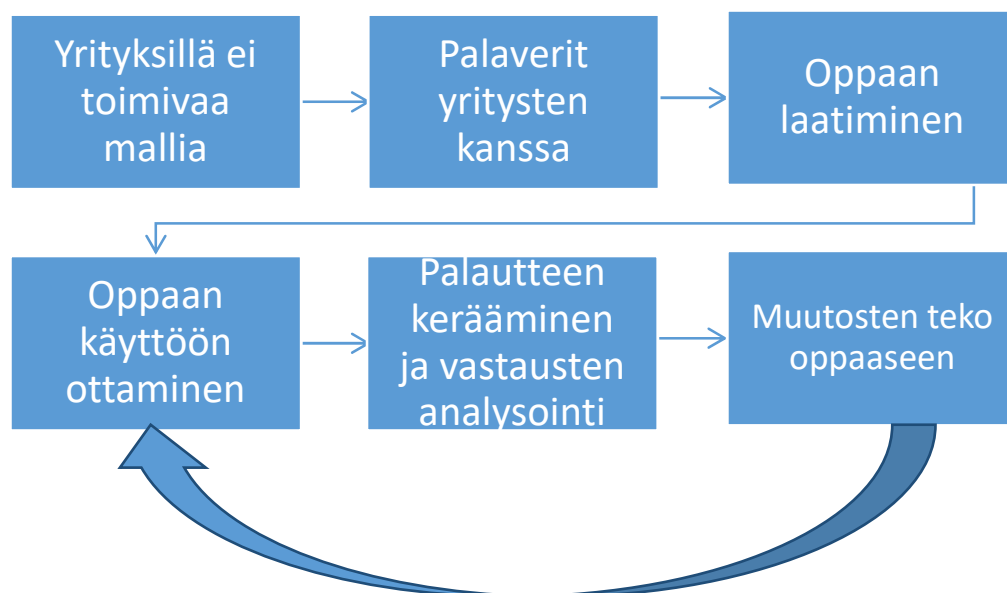 Yrityksillä ei
toimivaa
mallia
Palaverit
yritysten
kanssa
Oppaan
laatiminen
Oppaan
käyttöön
ottaminen
Palautteen
kerääminen
ja vastausten
analysointi
Muutosten teko
oppaaseen